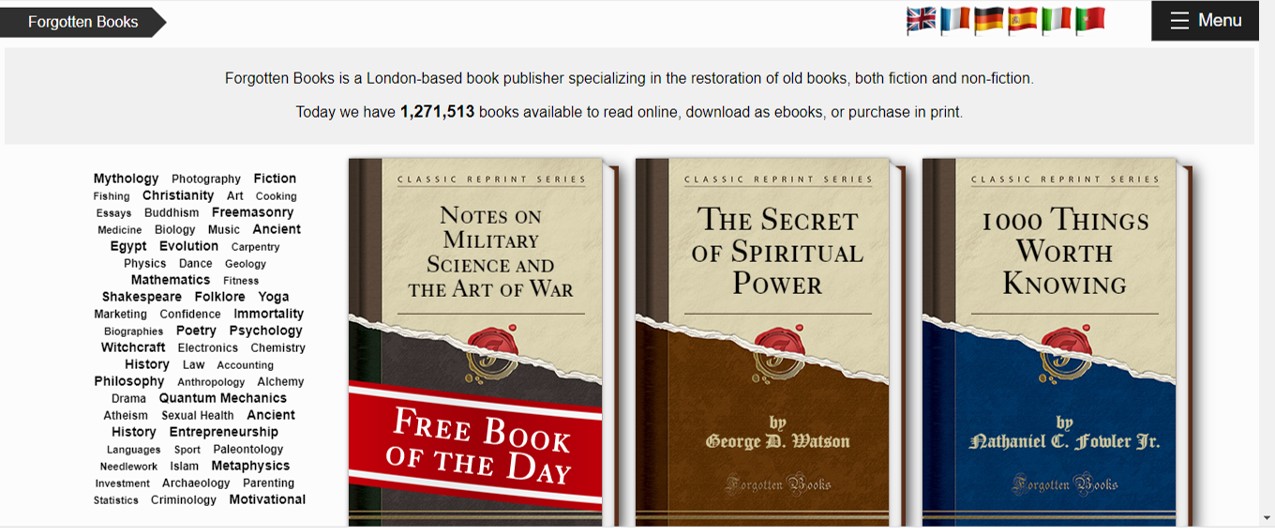 Forgotten Books
Menu
Forgotten Books is a London-based book publisher specializing in the restoration of old books, both fiction and non-fiction.
Today we have 1,271,513 books available to read online, download as ebooks, or purchase in print.
Mythology Photography Fiction
Fishing Christianity Art Cooking
Essays Buddhism Freemasonry
Medicine Biology Music Ancient
Egypt Evolution Carpentry
Physics Dance Geology
Mathematics Fitness
Shakespeare Folklore Yoga
Marketing Confidence Immortality
Biographies Poetry Psychology
Witchcraft Electronics Chemistry
History Law Accounting
Philosophy Anthropology Alchemy
Drama Quantum Mechanics
Atheism Sexual Health Ancient
History Entrepreneurship
Languages Sport Paleontology
Needlework Islam Metaphysics
Investment Archaeology Parenting
Statistics Criminology Motivational
CLASSIC REPRINT SERIES
NOTES ON
MILITARY
SCIENCE AND
THE ART OF WAR
F
FREE BOOK
OF THE DAY
CLASSIC REPRINT SERIES
THE SECRET
OF SPIRITUAL
POWER
F
by
George D. Watson
Forgotten Books
CLASSIC REPRINT SERIES
1000 THINGS
WORTH
KNOWING
F
by
Nathaniel C. Fowler Jr.
Forgotten Books